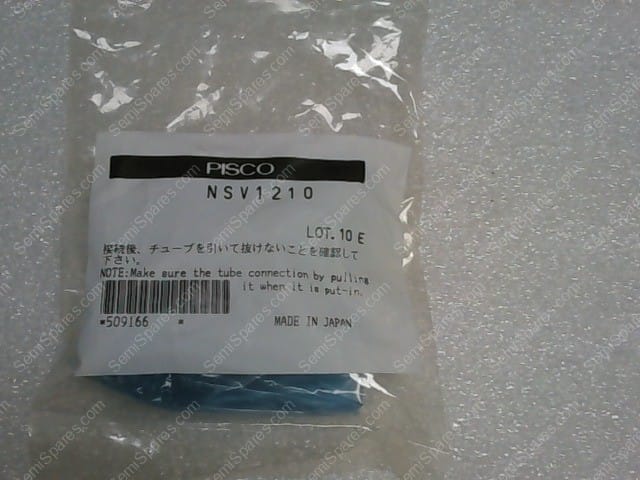 PISCO
NSV1210
LOT. 10 E
接続後、チューブを引いて抜けないことを確認して
下さい。
NOTE:Make sure the tube connection by pulling
it when it is put-in.
*509166 *
MADE IN JAPAN
SemiSpares.com